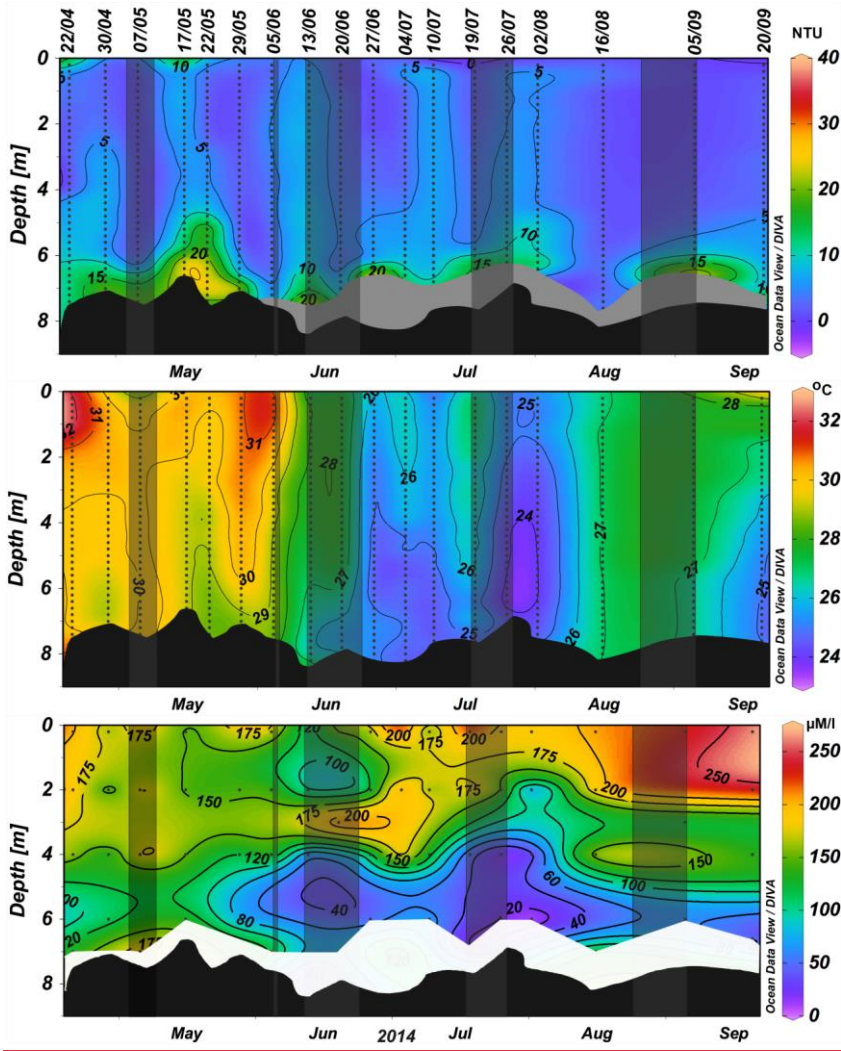 22/04 30/04 07/05 17/05 22/05 29/05 05/06 13/06 20/06 27/06 04/07 10/07 19/07 26/07 02/08 16/08 05/09 20/09
NTU
0 2 4 6 8
Depth [m]
5 10 0 5 5
5 5
5
20 10 10 15
15 20 20 15
40 30 20 10 0
Ocean Data View / DIVA
May Jun Jul Aug Sep
°C
0 2 4 6 8
Depth [m]
31 25 28
32 31
28 26
24
27
30 30 27 26 27 25
29 25 26
32 30 28 26 24
Ocean Data View / DIVA
May Jun Jul Aug Sep
µM/l
0 2 4 6 8
Depth [m]
175 175 120 200 175 200
175 100 175 250
150 175 200
175 200
120 150 150
60 100
80 40 20 40
20 175
250 200 150 100 50 0
Ocean Data View / DIVA
May Jun 2014 Jul Aug Sep